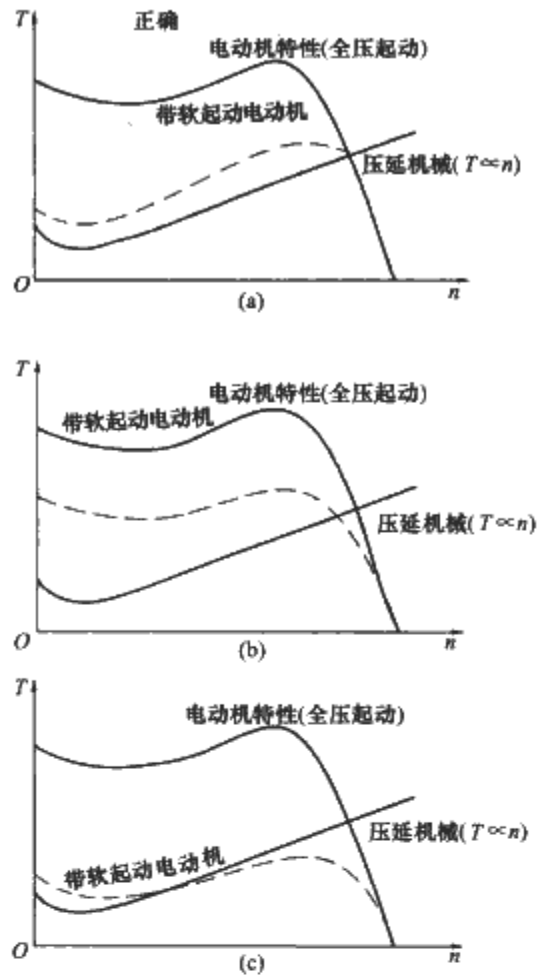 T
正确
电动机特性(全压起动)
带软起动电动机
压延机械(T∝n)
O
n
(a)
T
电动机特性(全压起动)
带软起动电动机
压延机械(T∝n)
O
n
(b)
T
电动机特性(全压起动)
压延机械(T∝n)
带软起动电动机
O
n
(c)